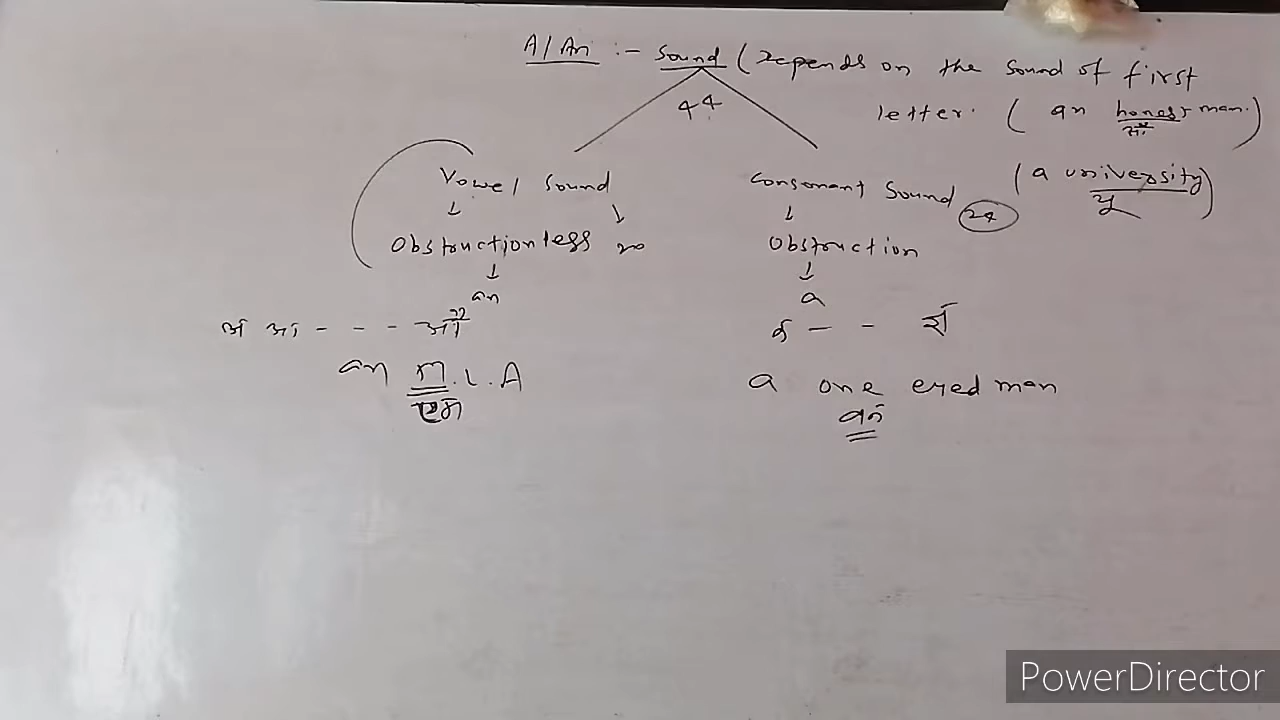 A/An :- Sound (Depends on the sound of first
letter. ( an honest man.)
ऑ
44
Vowel Sound
Consonant Sound 24
(a university)
यू
Obstructionless 20
Obstruction
an
a
अ आ - - - औ
क - - ज्ञ
an M.L.A
एम
a one eyed man
वन
PowerDirector